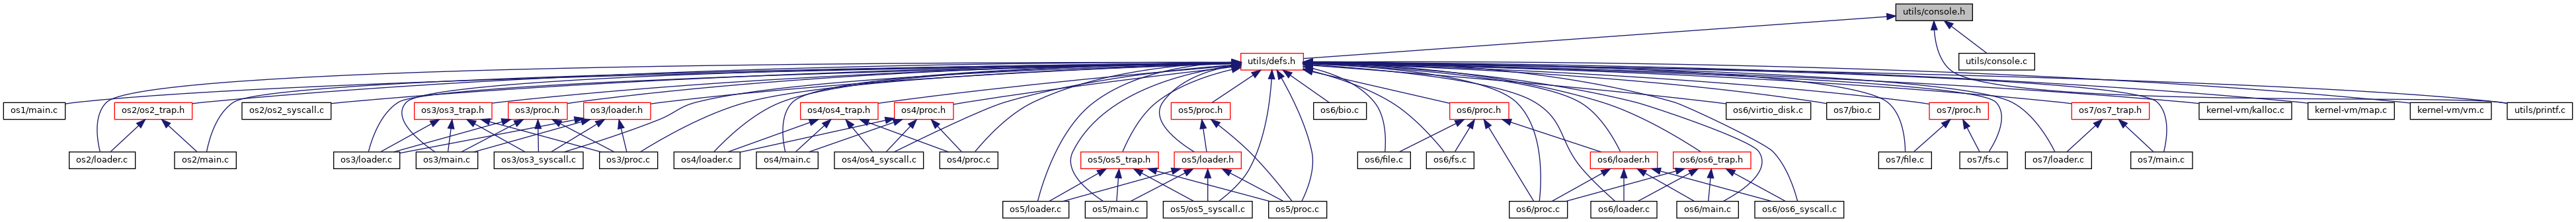 utils/console.h
utils/defs.h
utils/console.c
os1/main.c
os2/os2_trap.h
os2/os2_syscall.c
os3/os3_trap.h
os3/proc.h
os3/loader.h
os4/os4_trap.h
os4/proc.h
os5/proc.h
os6/bio.c
os6/proc.h
os6/virtio_disk.c
os7/bio.c
os7/proc.h
os7/os7_trap.h
kernel-vm/kalloc.c
kernel-vm/map.c
kernel-vm/vm.c
utils/printf.c
os2/loader.c
os2/main.c
os3/loader.c
os3/main.c
os3/os3_syscall.c
os3/proc.c
os4/loader.c
os4/main.c
os4/os4_syscall.c
os4/proc.c
os5/os5_trap.h
os5/loader.h
os6/file.c
os6/fs.c
os6/loader.h
os6/os6_trap.h
os7/file.c
os7/fs.c
os7/loader.c
os7/main.c
os5/loader.c
os5/main.c
os5/os5_syscall.c
os5/proc.c
os6/proc.c
os6/loader.c
os6/main.c
os6/os6_syscall.c